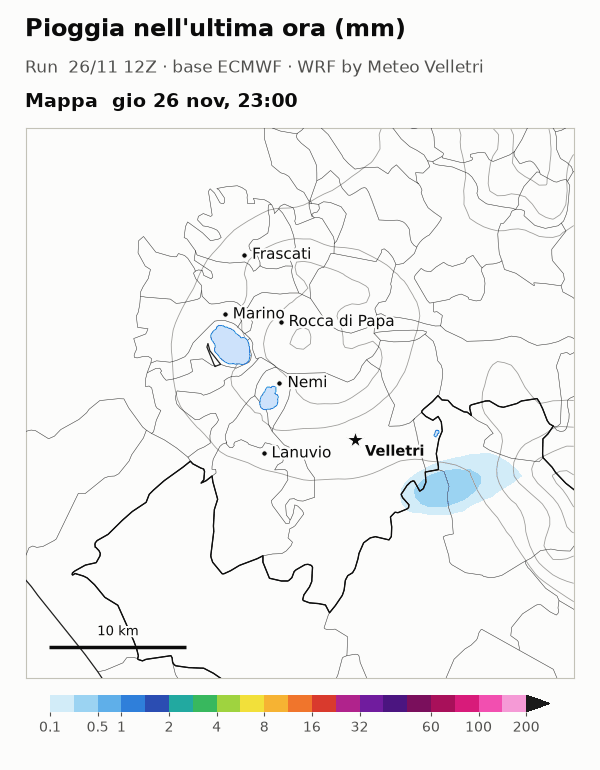 Pioggia nell'ultima ora (mm)
Run  26/11 12Z · base ECMWF · WRF by Meteo Velletri
Mappa  gio 26 nov, 23:00
Frascati
Marino
Rocca di Papa
Nemi
Velletri
Lanuvio
10 km
0.1 0.5 1 2 4 8 16 32 60 100 200